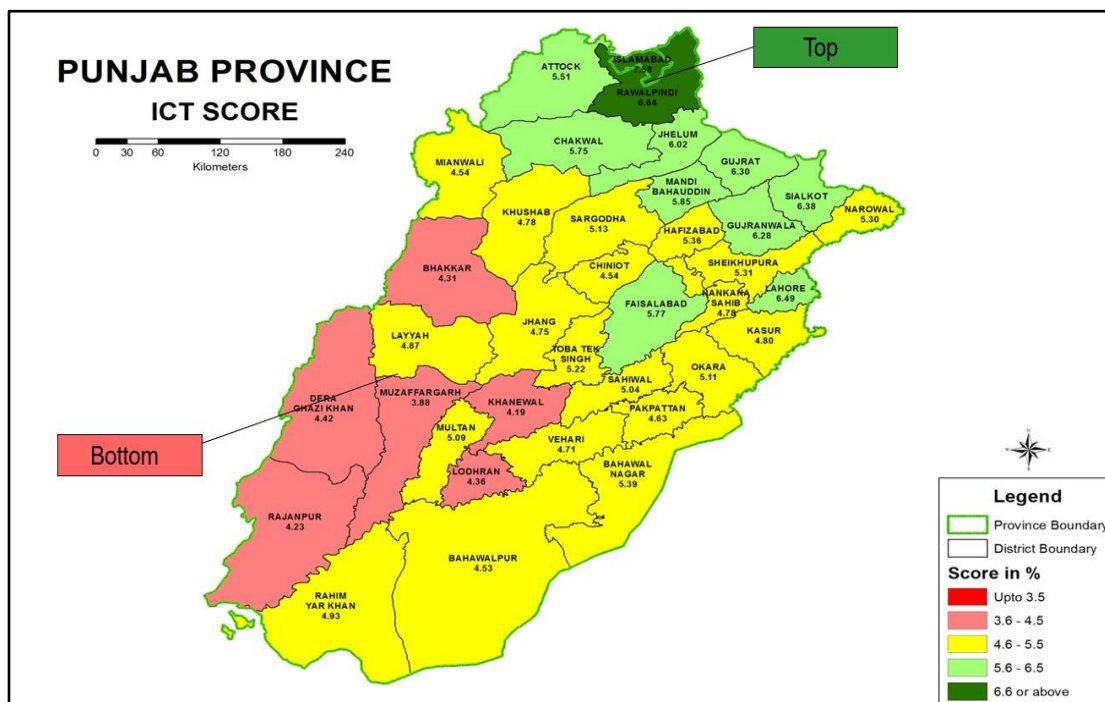 PUNJAB PROVINCE
ICT SCORE
0 30 60 120 180 240
Kilometers
Top
Bottom
ISLAMABAD
7.58
RAWALPINDI
6.64
ATTOCK
5.51
CHAKWAL
5.75
JHELUM
6.02
GUJRAT
6.30
MIANWALI
4.54
MANDI
BAHAUDDIN
5.85
SIALKOT
6.38
NAROWAL
5.30
KHUSHAB
4.78
SARGODHA
5.13
HAFIZABAD
5.36
GUJRANWALA
6.28
SHEIKHUPURA
5.31
BHAKKAR
4.31
CHINIOT
4.54
FAISALABAD
5.77
NANKANA
SAHIB
4.78
LAHORE
6.49
LAYYAH
4.87
JHANG
4.75
TOBA TEK
SINGH
5.22
KASUR
4.80
OKARA
5.11
SAHIWAL
5.04
DERA
GHAZI KHAN
4.42
MUZAFFARGARH
3.88
KHANEWAL
4.19
PAKPATTAN
4.63
MULTAN
5.09
VEHARI
4.71
LODHRAN
4.36
BAHAWAL
NAGAR
5.39
RAJANPUR
4.23
BAHAWALPUR
4.53
RAHIM
YAR KHAN
4.93
N
W E
S
Legend
Province Boundary
District Boundary
Score in %
Upto 3.5
3.6 - 4.5
4.6 - 5.5
5.6 - 6.5
6.6 or above